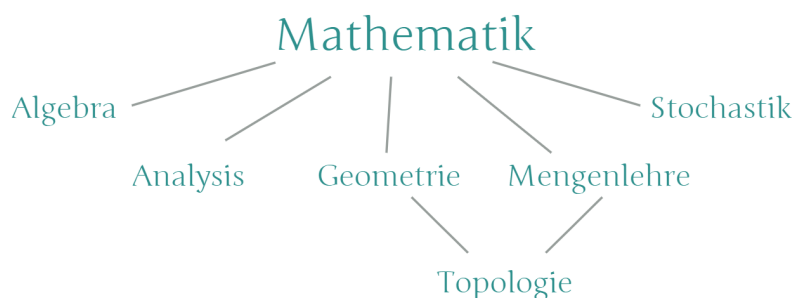 Mathematik
Algebra
Stochastik
Analysis
Geometrie
Mengenlehre
Topologie